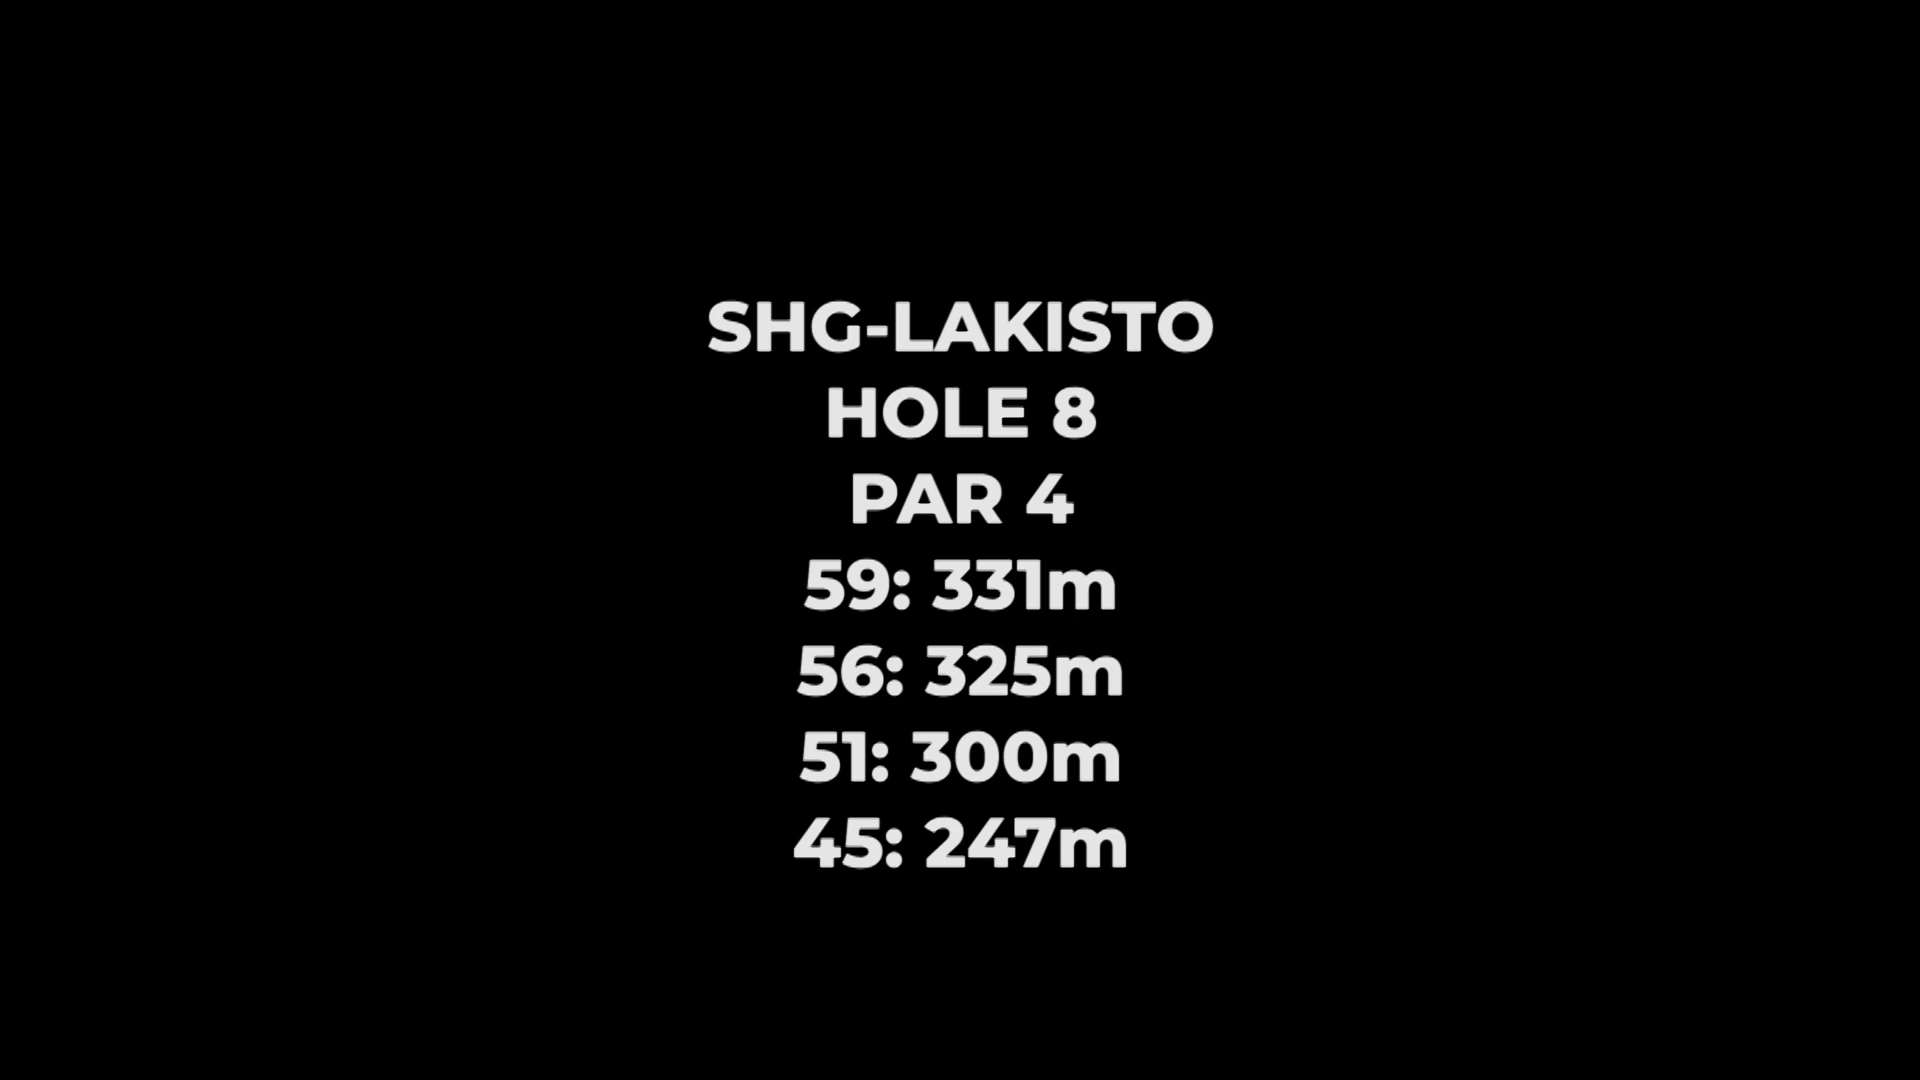 SHG-LAKISTO
HOLE 8
PAR 4
59: 331m
56: 325m
51: 300m
45: 247m